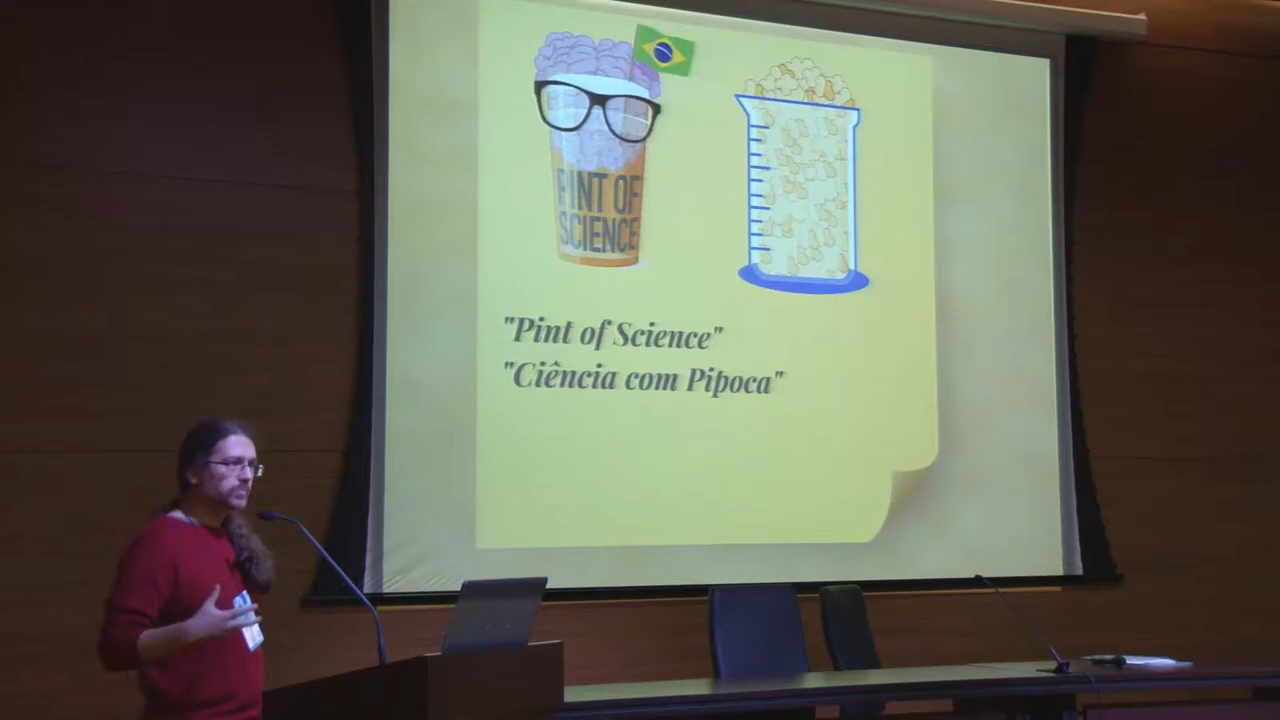 PINT OF
SCIENCE
"Pint of Science"
"Ciência com Pipoca"